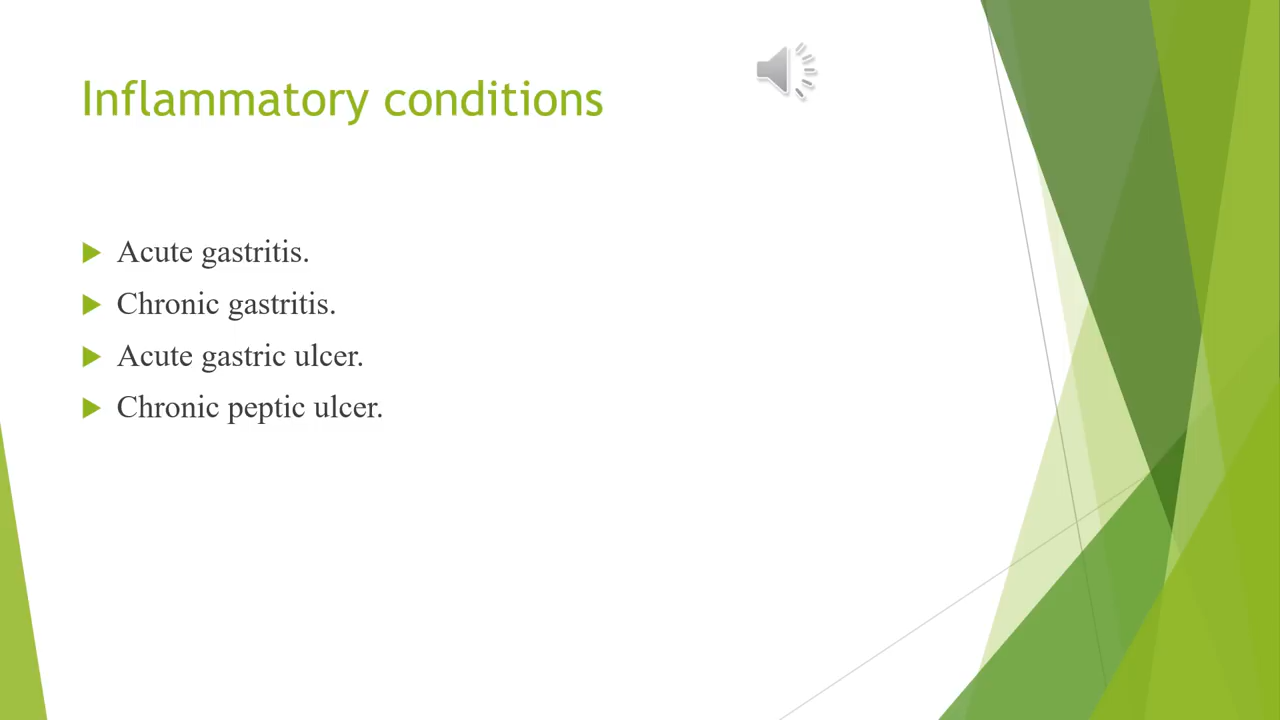 Inflammatory conditions
Acute gastritis.
Chronic gastritis.
Acute gastric ulcer.
Chronic peptic ulcer.